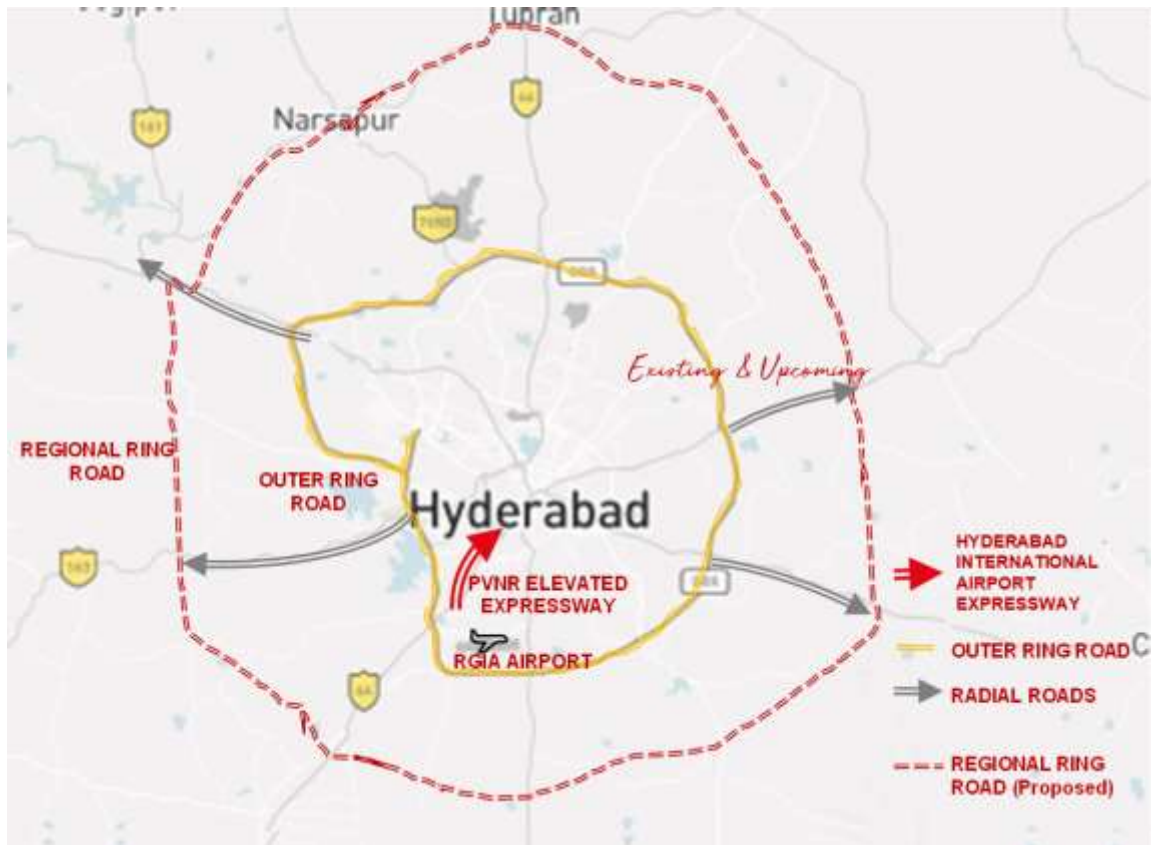 Tupran
Narsapur
161
44
765D
Existing & Upcoming
REGIONAL RING
ROAD
OUTER RING
ROAD
Hyderabad
163
PVNR ELEVATED
EXPRESSWAY
RGIA AIRPORT
44
HYDERABAD
INTERNATIONAL
AIRPORT
EXPRESSWAY
OUTER RING ROAD
C
RADIAL ROADS
REGIONAL RING
ROAD (Proposed)